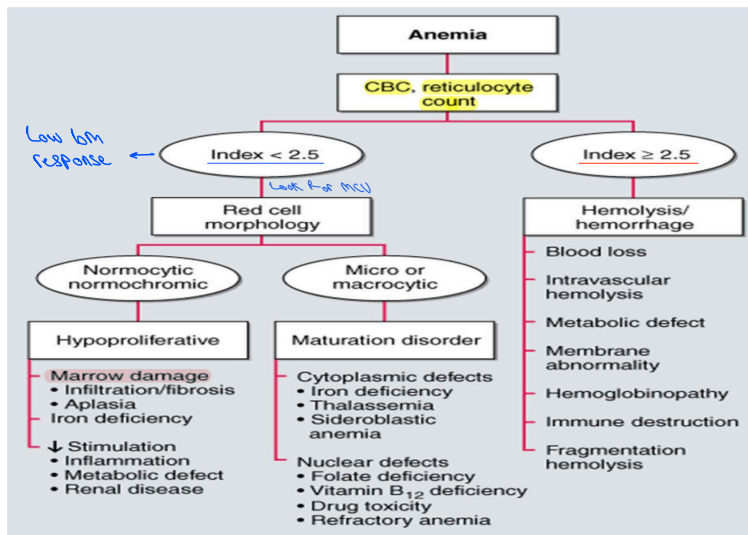 Anemia
CBC, reticulocyte
count
Low bm
response
Index < 2.5
Index ≥ 2.5
Look for MCV
Red cell
morphology
Hemolysis/
hemorrhage
Normocytic
normochromic
Micro or
macrocytic
Hypoproliferative
Maturation disorder
Marrow damage
• Infiltration/fibrosis
• Aplasia
Iron deficiency
↓ Stimulation
• Inflammation
• Metabolic defect
• Renal disease
Cytoplasmic defects
• Iron deficiency
• Thalassemia
• Sideroblastic
anemia
Nuclear defects
• Folate deficiency
• Vitamin B₁₂ deficiency
• Drug toxicity
• Refractory anemia
Blood loss
Intravascular
hemolysis
Metabolic defect
Membrane
abnormality
Hemoglobinopathy
Immune destruction
Fragmentation
hemolysis